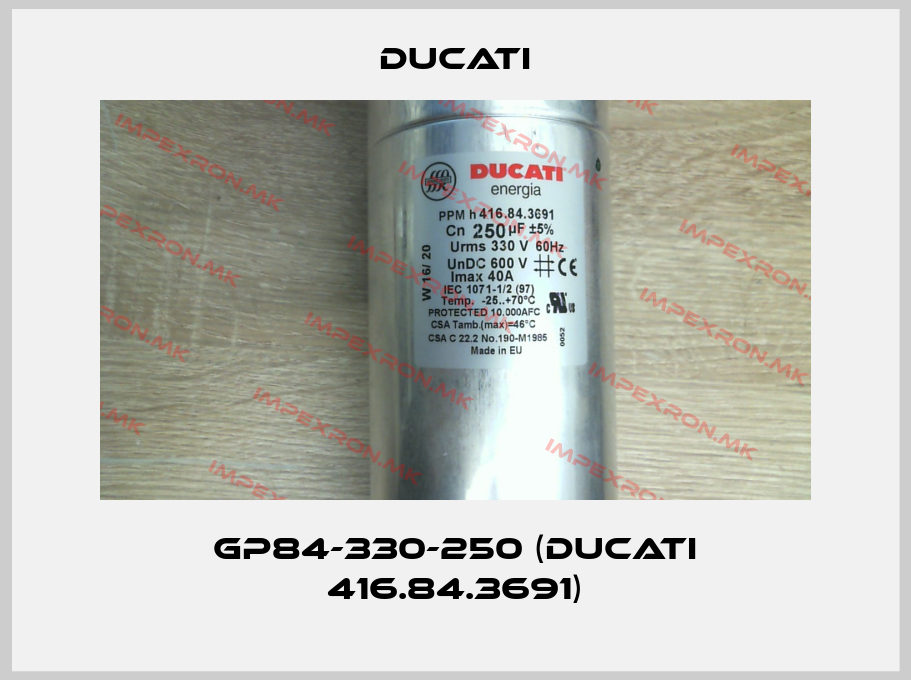 DUCATI
DUCATI
energia
PPM h 416.84.3691
Cn 250 µF ±5%
Urms 330 V 60Hz
UnDC 600 V
Imax 40A
IEC 1071-1/2 (97)
Temp. -25..+70°C
PROTECTED 10.000AFC
CSA Tamb.(max)=46°C
CSA C 22.2 No.190-M1985
Made in EU
W 16/ 20
0052
IMPEXRON.MK
GP84-330-250 (DUCATI
416.84.3691)